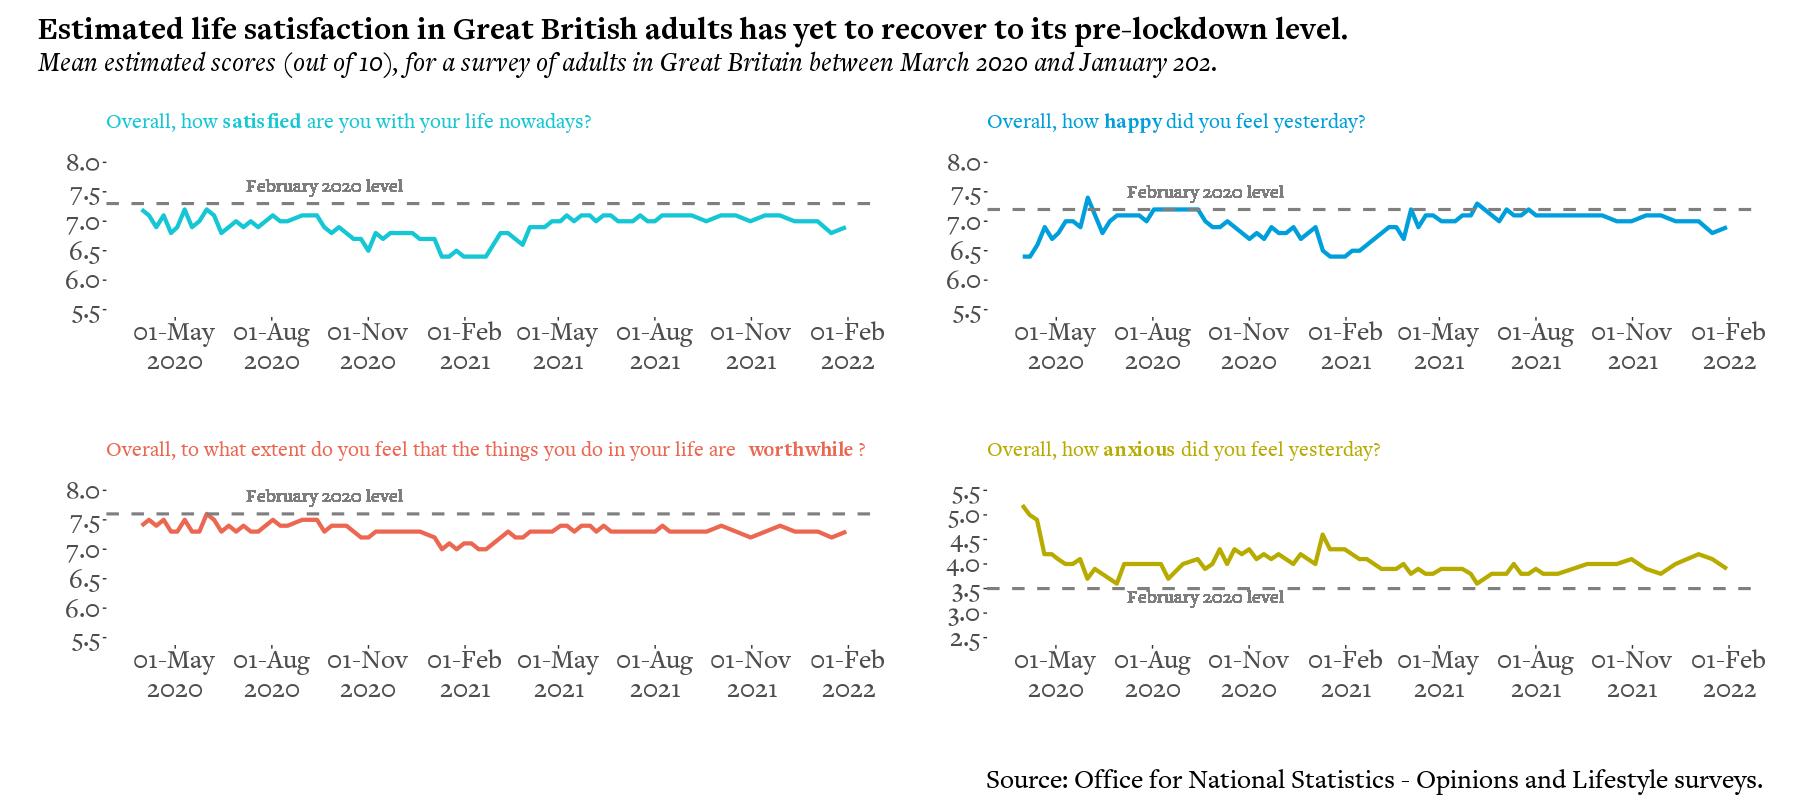 Estimated life satisfaction in Great British adults has yet to recover to its pre-lockdown level.
Mean estimated scores (out of 10), for a survey of adults in Great Britain between March 2020 and January 202.
Overall, how satisfied are you with your life nowadays?
8.0
7.5
7.0
6.5
6.0
5.5
February 2020 level
01-May 01-Aug 01-Nov 01-Feb 01-May 01-Aug 01-Nov 01-Feb
2020 2020 2020 2021 2021 2021 2021 2022
Overall, how happy did you feel yesterday?
8.0
7.5
7.0
6.5
6.0
5.5
February 2020 level
01-May 01-Aug 01-Nov 01-Feb 01-May 01-Aug 01-Nov 01-Feb
2020 2020 2020 2021 2021 2021 2021 2022
Overall, to what extent do you feel that the things you do in your life are worthwhile ?
8.0
7.5
7.0
6.5
6.0
5.5
February 2020 level
01-May 01-Aug 01-Nov 01-Feb 01-May 01-Aug 01-Nov 01-Feb
2020 2020 2020 2021 2021 2021 2021 2022
Overall, how anxious did you feel yesterday?
5.5
5.0
4.5
4.0
3.5
3.0
2.5
February 2020 level
01-May 01-Aug 01-Nov 01-Feb 01-May 01-Aug 01-Nov 01-Feb
2020 2020 2020 2021 2021 2021 2021 2022
Source: Office for National Statistics - Opinions and Lifestyle surveys.